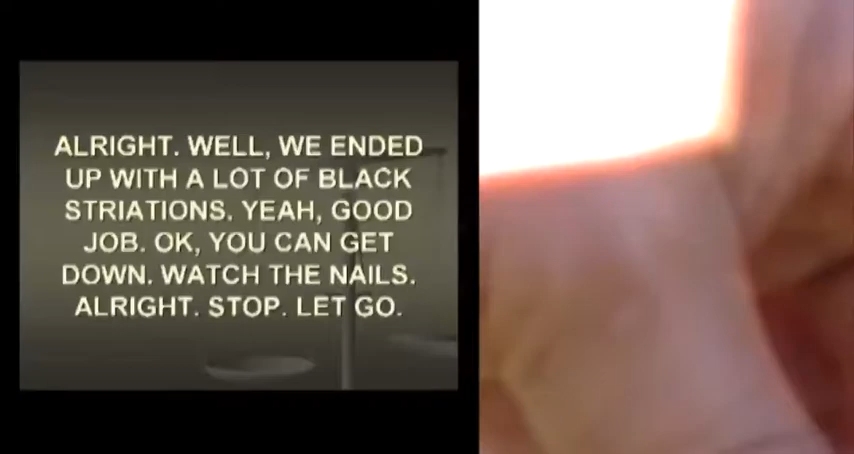 ALRIGHT. WELL, WE ENDED
UP WITH A LOT OF BLACK
STRIATIONS. YEAH, GOOD
JOB. OK, YOU CAN GET
DOWN. WATCH THE NAILS.
ALRIGHT. STOP. LET GO.